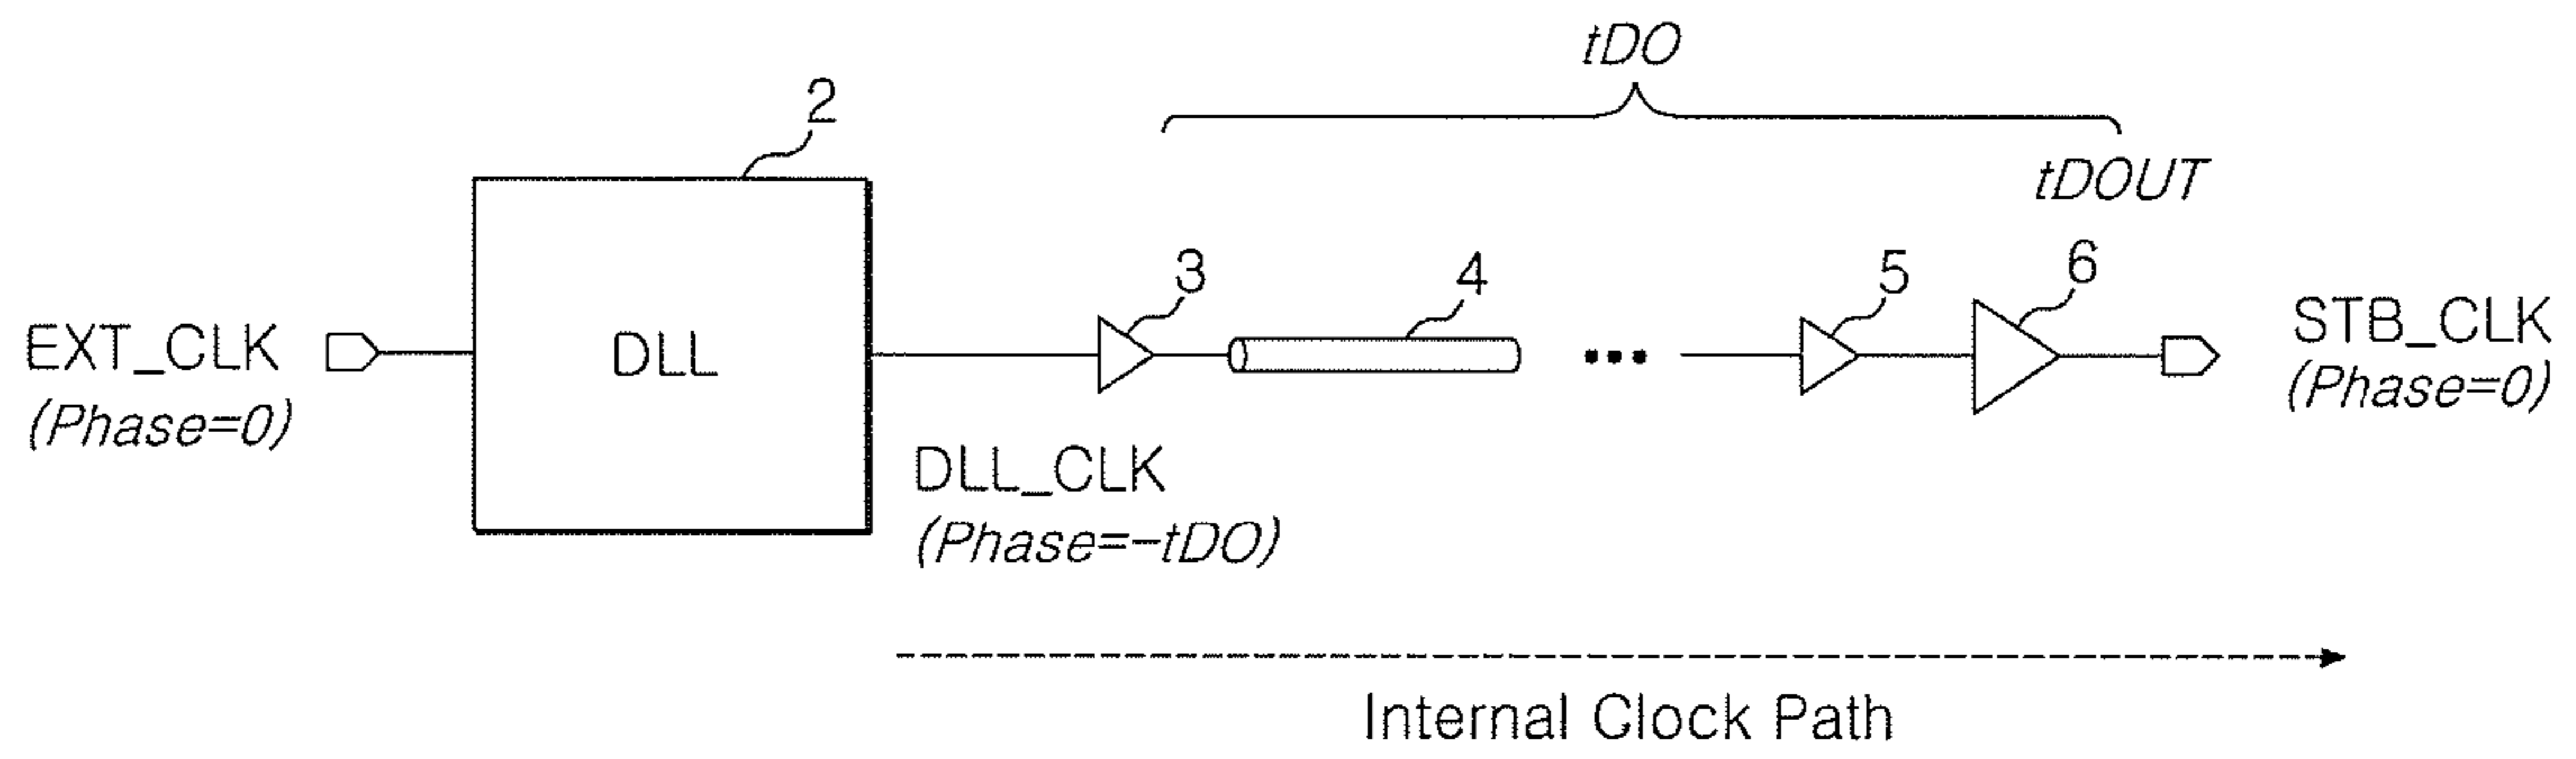 tDO
2
tDOUT
3
4
5
6
EXT_CLK
(Phase=0)
DLL
STB_CLK
(Phase=0)
DLL_CLK
(Phase=-tDO)
Internal Clock Path